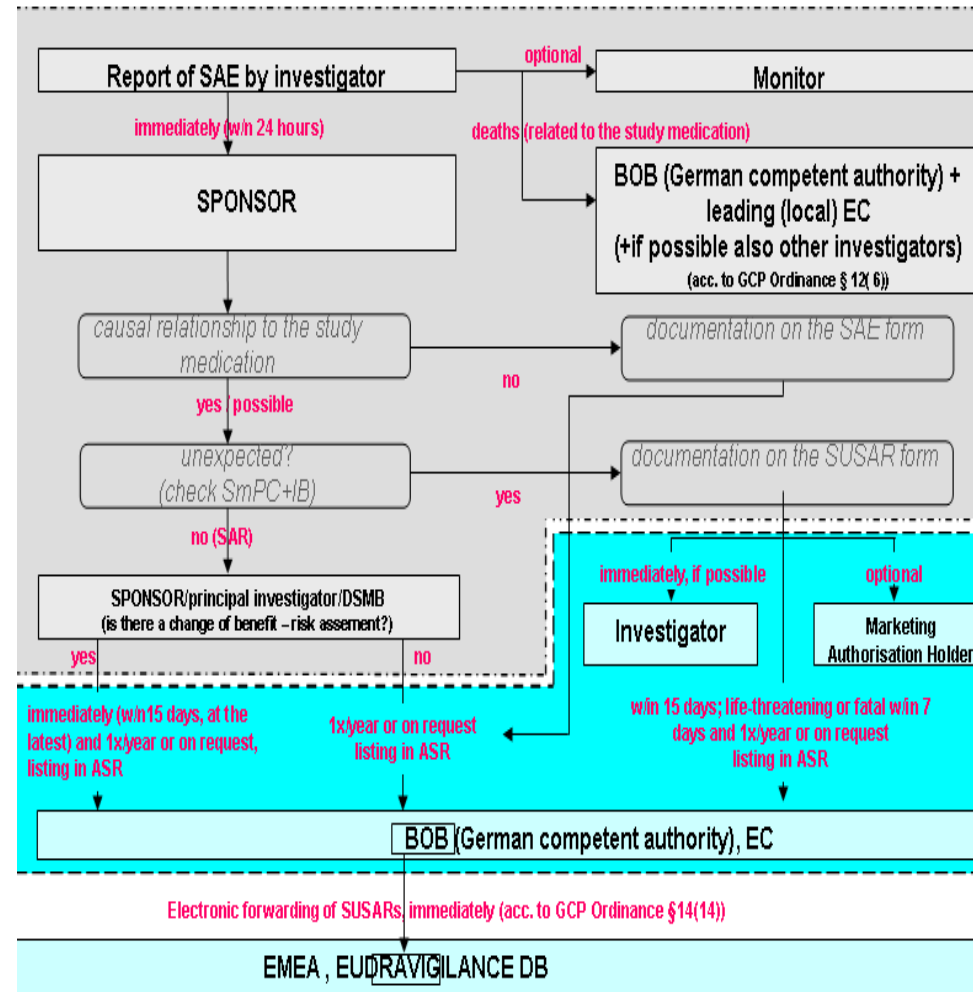 optional
Report of SAE by investigator
Monitor
immediately (w/n 24 hours)
deaths (related to the study medication)
SPONSOR
BOB (German competent authority) +
leading (local) EC
(+if possible also other investigators)
(acc. to GCP Ordinance § 12( 6))
causal relationship to the study
medication
documentation on the SAE form
no
yes / possible
unexpected?
(check SmPC+IB)
documentation on the SUSAR form
yes
no (SAR)
immediately, if possible
optional
SPONSOR/principal investigator/DSMB
(is there a change of benefit –risk assement?)
Investigator
Marketing
Authorisation Holder
yes
no
immediately (w/n15 days, at the
latest) and 1x/year or on request,
listing in ASR
1x/year or on request
listing in ASR
w/in 15 days; life-threatening or fatal w/in 7
days and 1x/year or on request
listing in ASR
BOB (German competent authority), EC
Electronic forwarding of SUSARs, immediately (acc. to GCP Ordinance §14(14))
EMEA , EUDRAVIGILANCE DB